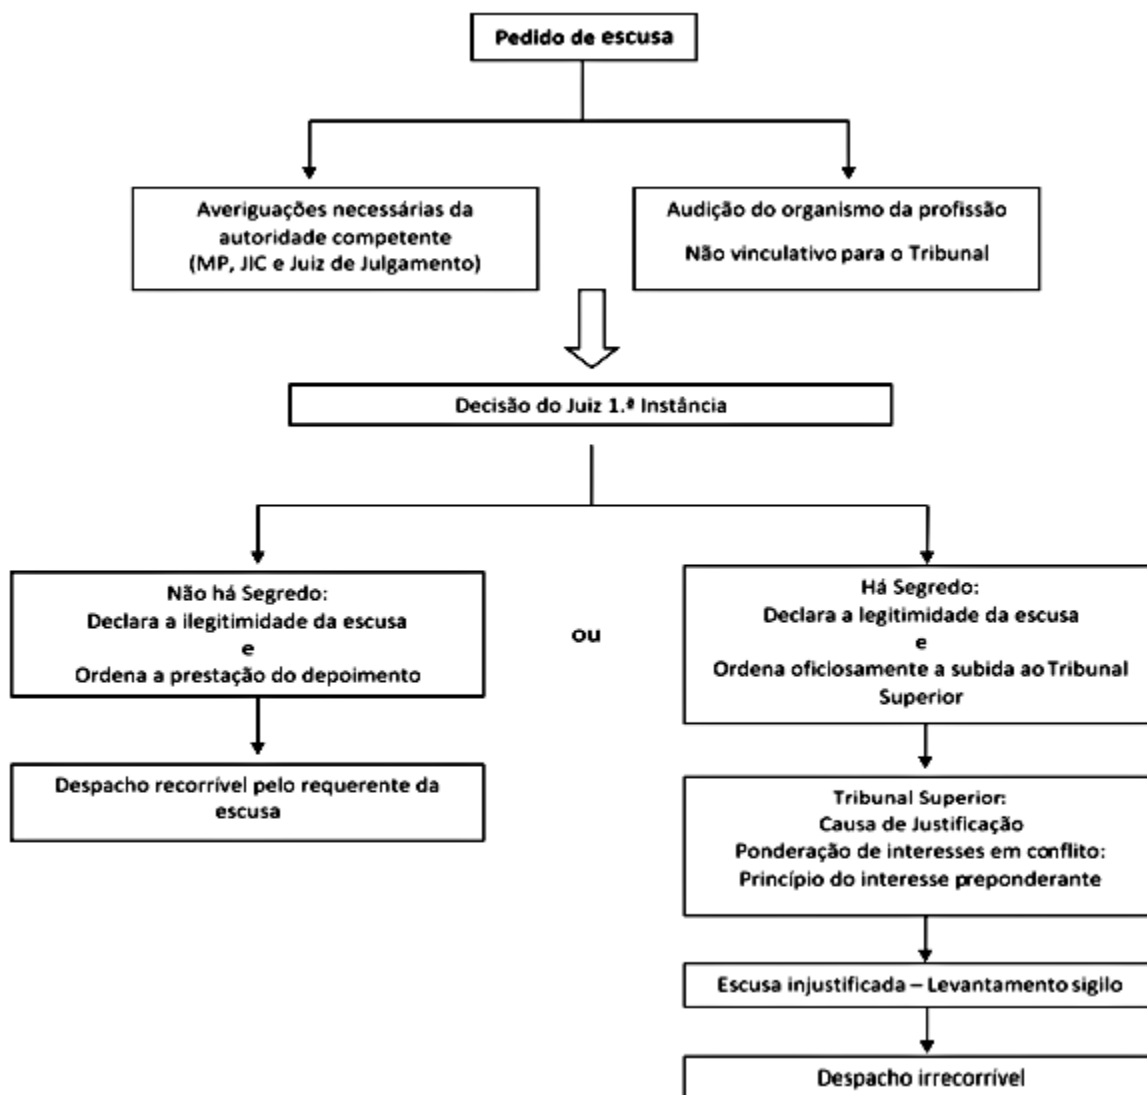 Pedido de escusa
Averiguações necessárias da
autoridade competente
(MP, JIC e Juiz de Julgamento)
Audição do organismo da profissão
Não vinculativo para o Tribunal
Decisão do Juiz 1.ª Instância
Não há Segredo:
Declara a ilegitimidade da escusa
e
Ordena a prestação do depoimento
ou
Há Segredo:
Declara a legitimidade da escusa
e
Ordena oficiosamente a subida ao Tribunal
Superior
Despacho recorrível pelo requerente da
escusa
Tribunal Superior:
Causa de Justificação
Ponderação de interesses em conflito:
Princípio do interesse preponderante
Escusa injustificada – Levantamento sigilo
Despacho irrecorrível